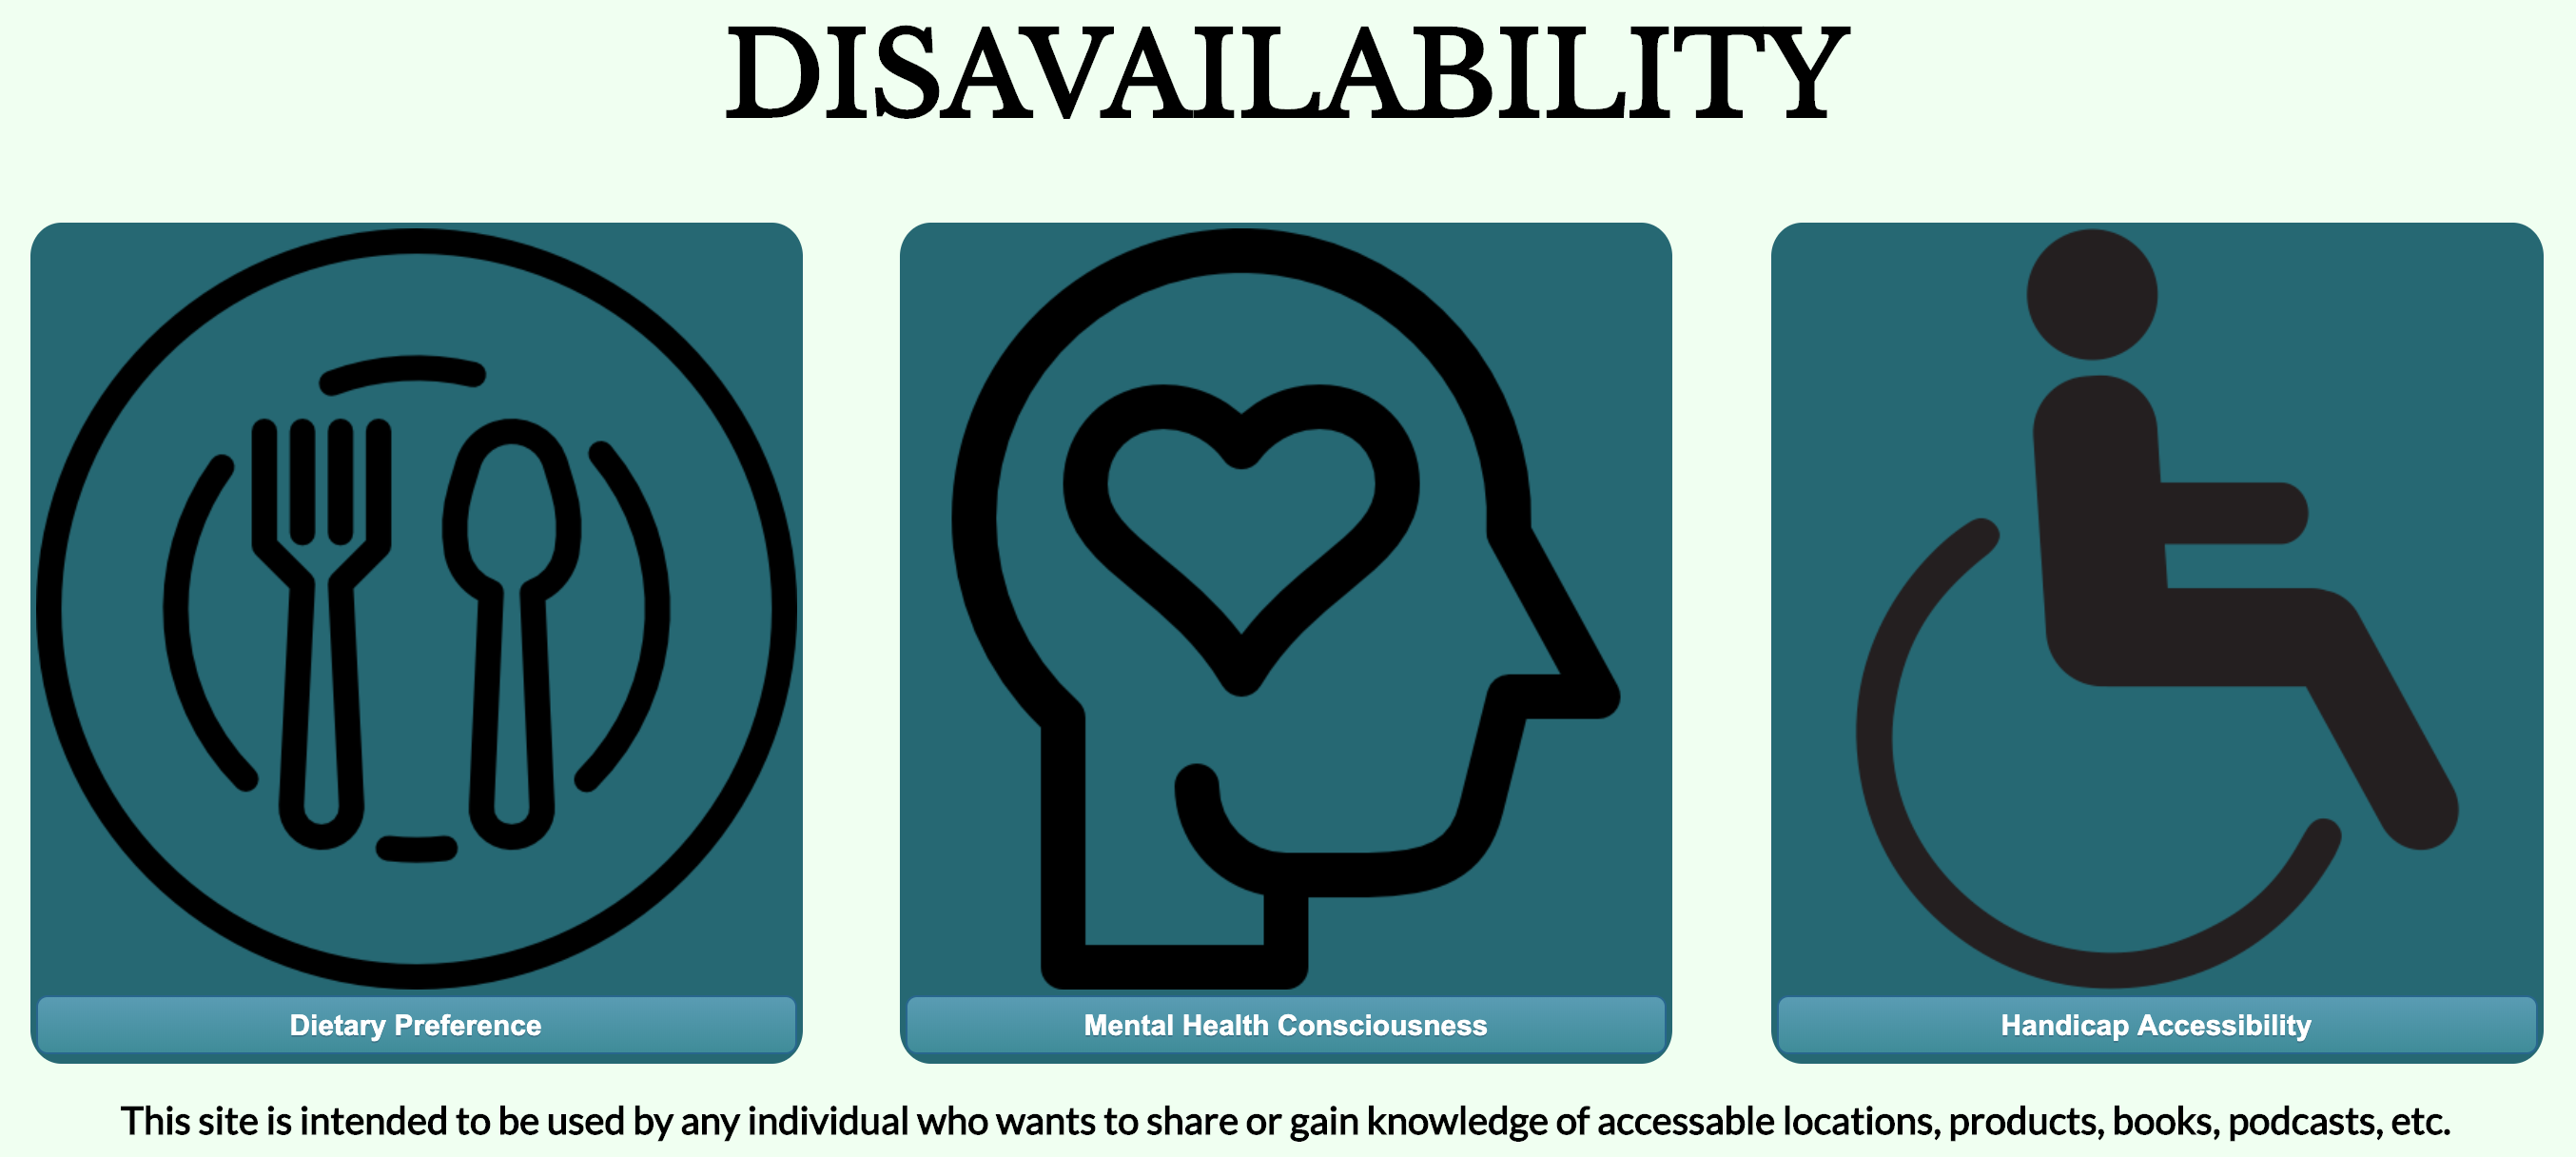 DISAVAILABILITY
Dietary Preference
Mental Health Consciousness
Handicap Accessibility
This site is intended to be used by any individual who wants to share or gain knowledge of accessable locations, products, books, podcasts, etc.